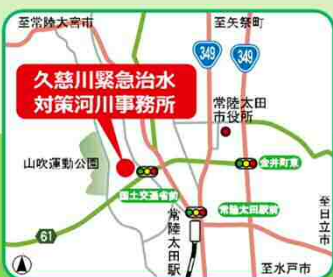 至常陸大宮市
至矢祭町
349
349
久慈川緊急治水
対策河川事務所
常陸太田
市役所
山吹運動公園
金井町東
国土交通省前
常陸太田駅前
至日立市
61
常陸太田駅
至水戸市